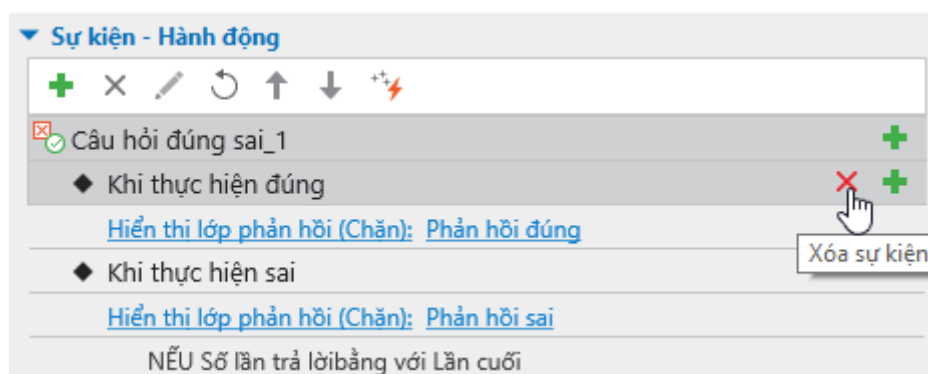 Sự kiện - Hành động
Câu hỏi đúng sai_1
Khi thực hiện đúng
Hiển thị lớp phản hồi (Chặn): Phản hồi đúng
Xóa sự kiện
Khi thực hiện sai
Hiển thị lớp phản hồi (Chặn): Phản hồi sai
NẾU Số lần trả lờibằng với Lần cuối